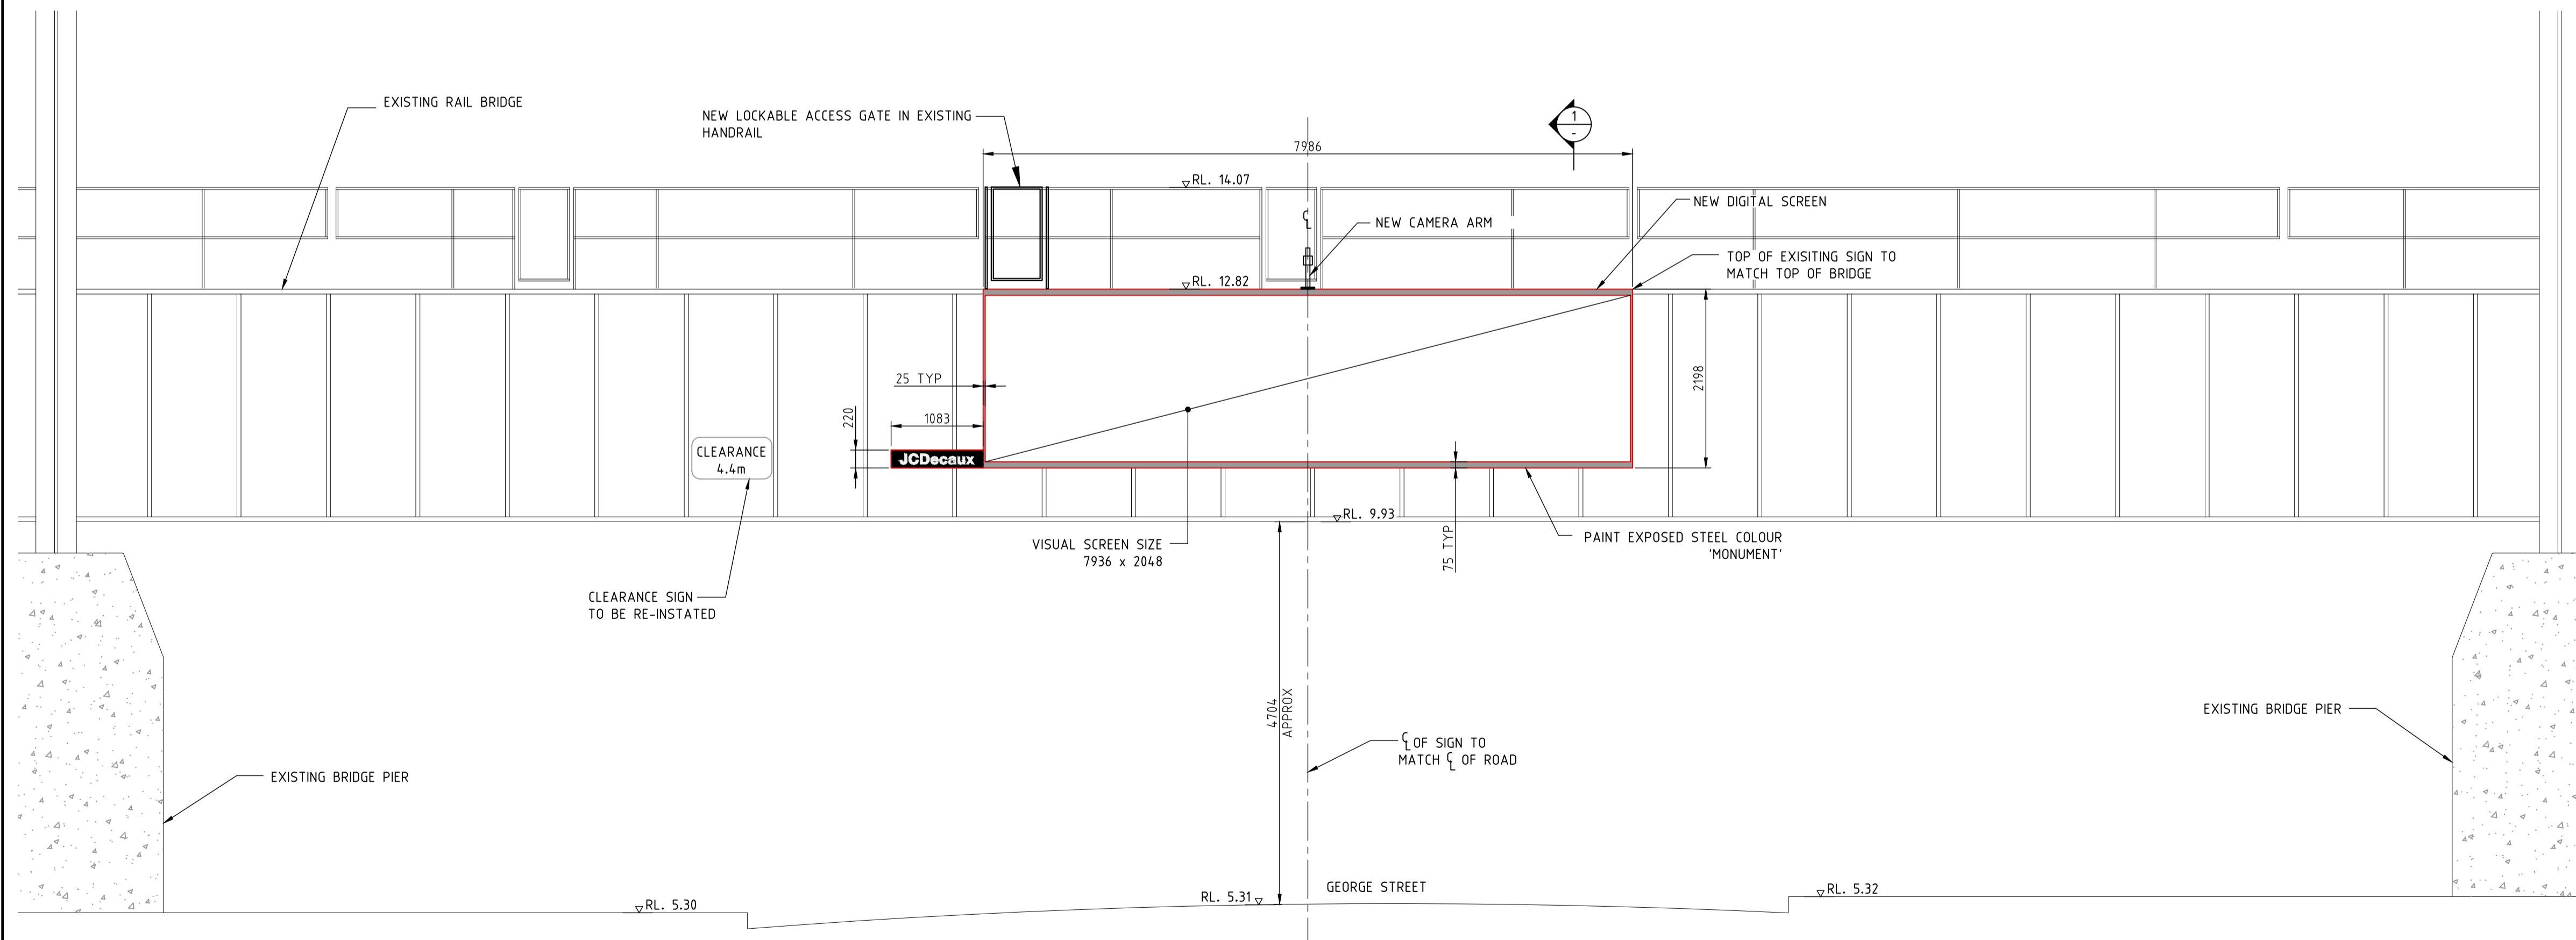 EXISTING RAIL BRIDGE
NEW LOCKABLE ACCESS GATE IN EXISTING
HANDRAIL
1
-
7986
RL. 14.07
NEW DIGITAL SCREEN
℄
NEW CAMERA ARM
TOP OF EXISITING SIGN TO
MATCH TOP OF BRIDGE
RL. 12.82
25 TYP
2198
220
1083
CLEARANCE
4.4m
JCDecaux
RL. 9.93
VISUAL SCREEN SIZE
7936 x 2048
75 TYP
PAINT EXPOSED STEEL COLOUR
'MONUMENT'
CLEARANCE SIGN
TO BE RE-INSTATED
4704
APPROX
EXISTING BRIDGE PIER
℄ OF SIGN TO
MATCH ℄ OF ROAD
EXISTING BRIDGE PIER
GEORGE STREET
RL. 5.30
RL. 5.31
RL. 5.32